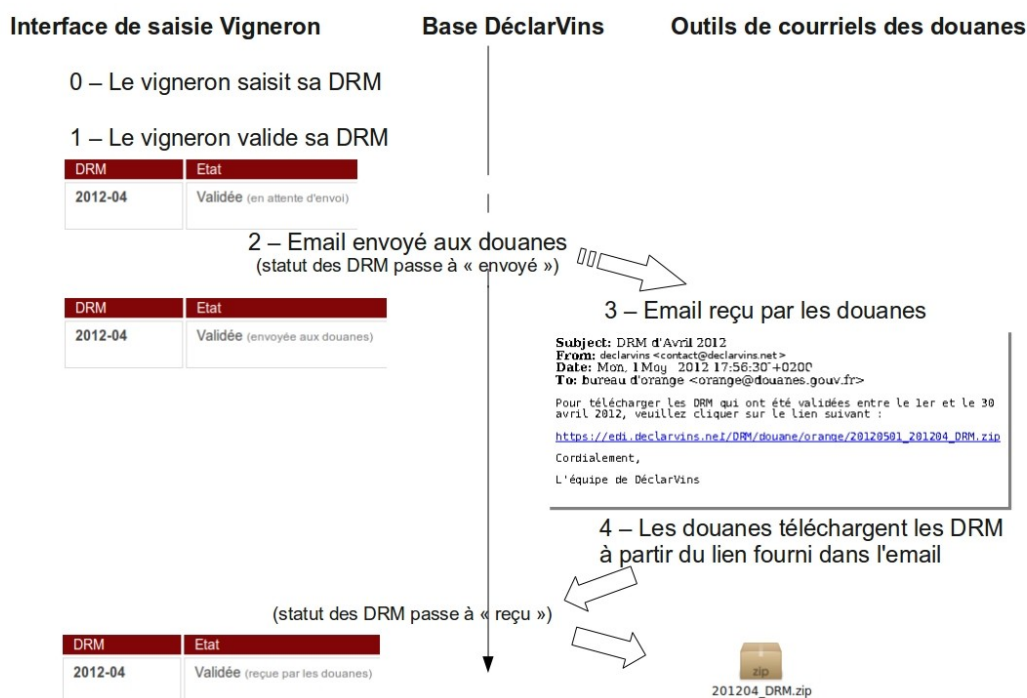 Interface de saisie Vigneron
Base DéclarVins
Outils de courriels des douanes
0 – Le vigneron saisit sa DRM
1 – Le vigneron valide sa DRM
DRM Etat
2012-04 Validée (en attente d'envoi)
2 – Email envoyé aux douanes
(statut des DRM passe à « envoyé »)
DRM Etat
2012-04 Validée (envoyée aux douanes)
3 – Email reçu par les douanes
Subject: DRM d'Avril 2012
From: declarvins <contact@declarvins.net>
Date: Mon, 1 May 2012 17:56:30 +0200
To: bureau d'orange <orange@douanes.gouv.fr>
Pour télécharger les DRM qui ont été validées entre le 1er et le 30
avril 2012, veuillez cliquer sur le lien suivant :
https://edi.declarvins.net/DRM/douane/orange/20120501_201204_DRM.zip
Cordialement,
L'équipe de DéclarVins
4 – Les douanes téléchargent les DRM
à partir du lien fourni dans l'email
(statut des DRM passe à « reçu »)
DRM Etat
2012-04 Validée (reçue par les douanes)
zip
201204_DRM.zip